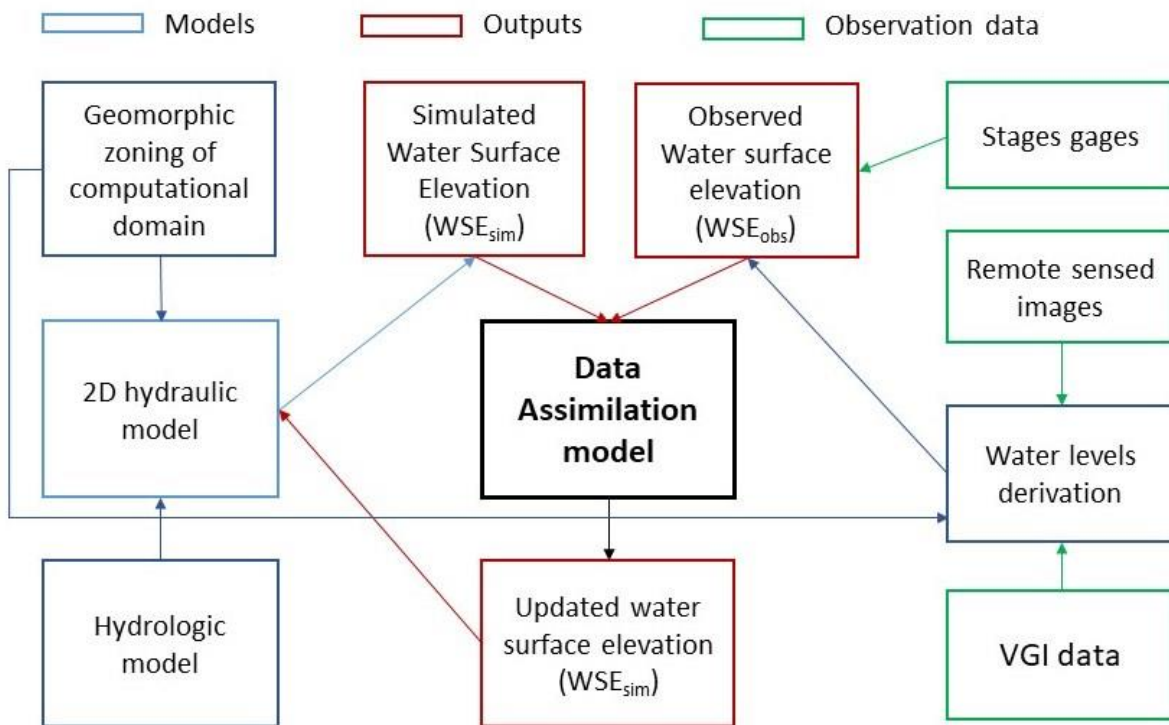 Models
Outputs
Observation data
Geomorphic
zoning of
computational
domain
Simulated
Water Surface
Elevation
(WSEsim)
Observed
Water surface
elevation
(WSEobs)
Stages gages
Remote sensed
images
2D hydraulic
model
Data
Assimilation
model
Water levels
derivation
Hydrologic
model
Updated water
surface elevation
(WSEsim)
VGI data